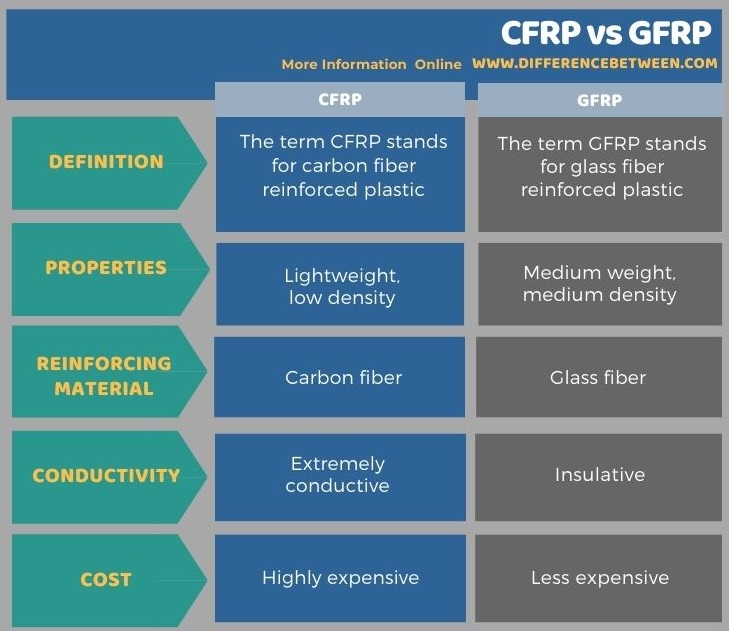 CFRP vs GFRP
More Information Online WWW.DIFFERENCEBETWEEN.COM
CFRP
GFRP
DEFINITION
The term CFRP stands
for carbon fiber
reinforced plastic
The term GFRP stands
for glass fiber
reinforced plastic
PROPERTIES
Lightweight,
low density
Medium weight,
medium density
REINFORCING
MATERIAL
Carbon fiber
Glass fiber
CONDUCTIVITY
Extremely
conductive
Insulative
COST
Highly expensive
Less expensive